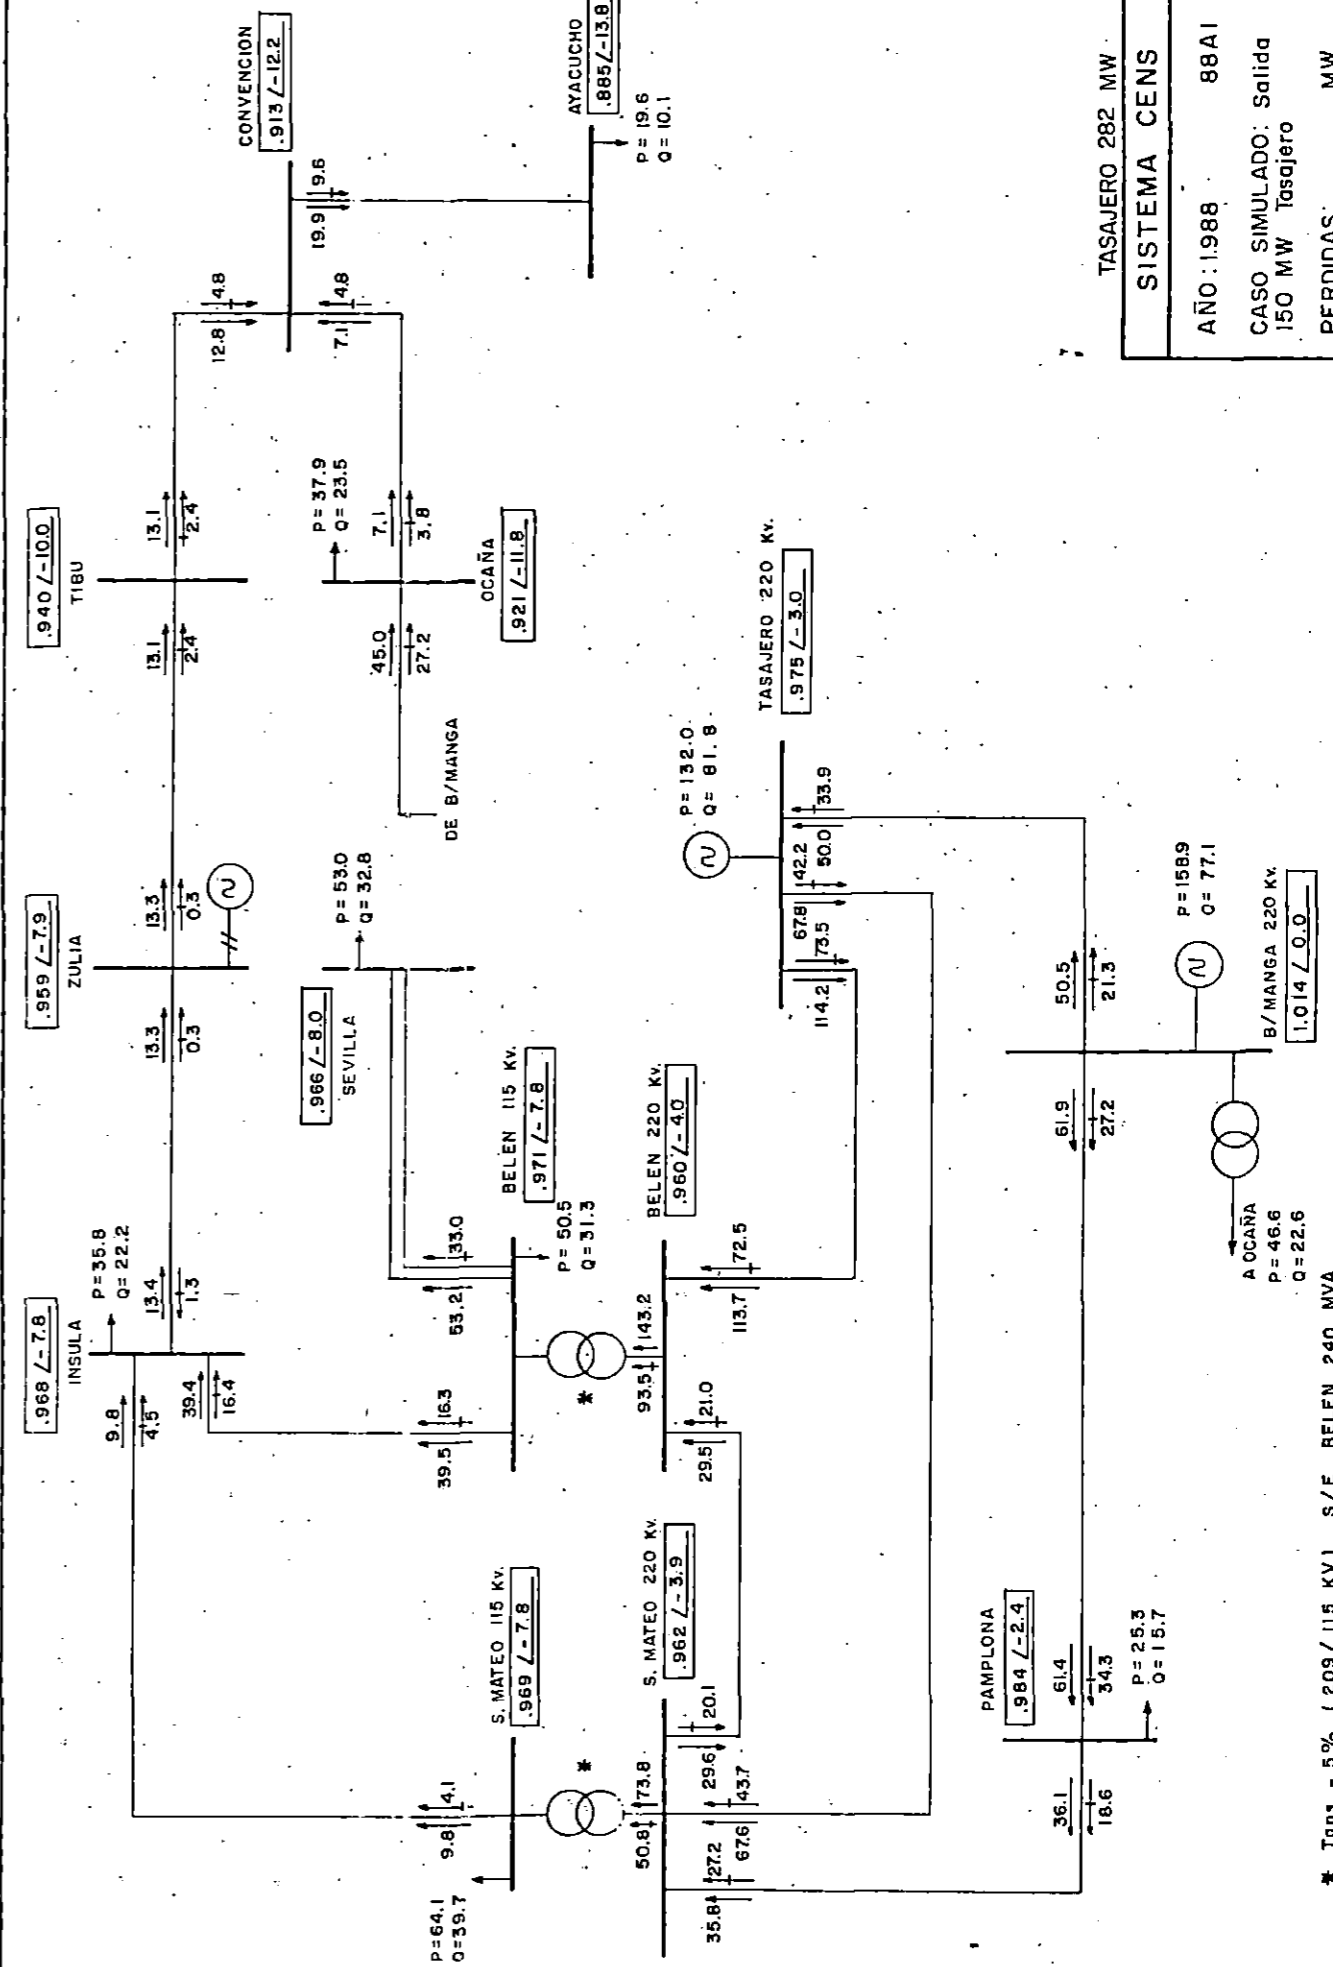 CONVENCION
.913 /-12.2
AYACUCHO
.885/-13.8
P=19.6
Q=10.1
19.9
9.6
12.8
4.8
7.1
4.8
.940 /-10.0
TIBU
13.1
2.4
13.1
2.4
P=37.9
Q=23.5
7.1
3.8
OCAÑA
.921 /-11.8
45.0
27.2
DE B/MANGA
.959 /-7.9
ZULIA
13.3
0.3
13.3
0.3
P=53.0
Q=32.8
.966/-8.0
SEVILLA
.968 /-7.8
INSULA
P=35.8
Q=22.2
13.4
1.3
9.8
4.5
39.4
16.4
BELEN 115 Kv.
.971 /-7.8
P=50.5
Q=31.3
53.2
33.0
39.5
16.3
*
BELEN 220 Kv.
.960 /-4.0
93.5
143.2
113.7
72.5
29.5
21.0
S. MATEO 115 Kv.
.969 /-7.8
9.8
4.1
P=64.1
Q=39.7
*
S. MATEO 220 Kv.
.962 /-3.9
50.8
73.8
29.6
20.1
67.6
43.7
35.8
27.2
TASAJERO 220 Kv.
.975 /-3.0
P=132.0
Q=81.8
114.2
73.5
67.8
42.2
50.0
33.9
PAMPLONA
.984 /-2.4
61.4
34.3
P=25.3
Q=15.7
36.1
18.6
50.5
21.3
61.9
27.2
P=158.9
Q=77.1
B/MANGA 220 Kv.
1.014 / 0.0
A OCAÑA
P=46.6
Q=22.6
TASAJERO 282 MW
SISTEMA CENS
AÑO:1.988 88A1
CASO SIMULADO: Salida
150 MW Tasajero
PERDIDAS: MW
* Taps -5% (209/115 KV) S/E BELEN 240 MVA